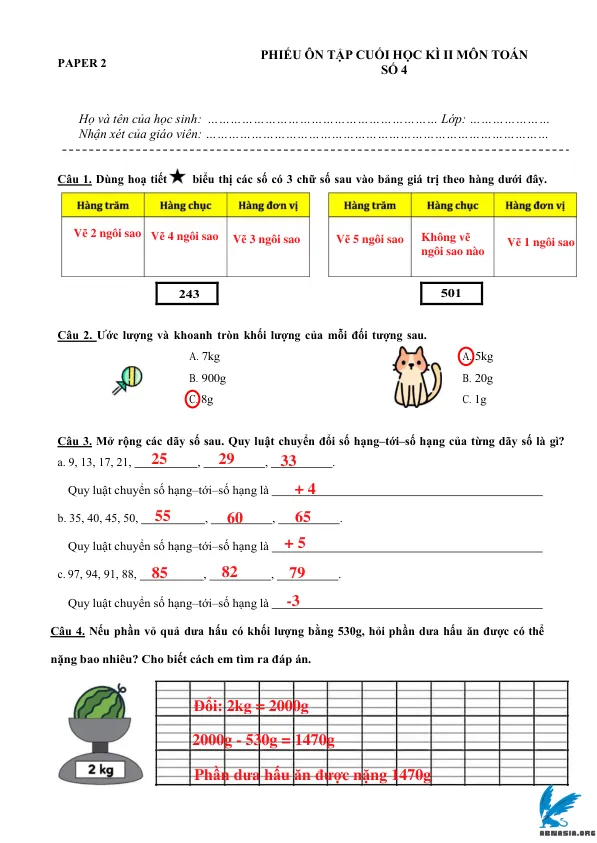 PHIẾU ÔN TẬP CUỐI HỌC KÌ II MÔN TOÁN
PAPER 2
SỐ 4
Họ và tên của học sinh: ………………………………………………… Lớp: …………………
Nhận xét của giáo viên: ………………………………………………………………………………
Câu 1. Dùng hoạ tiết ★ biểu thị các số có 3 chữ số sau vào bảng giá trị theo hàng dưới đây.
Hàng trăm Hàng chục Hàng đơn vị Hàng trăm Hàng chục Hàng đơn vị
Vẽ 2 ngôi sao Vẽ 4 ngôi sao Vẽ 3 ngôi sao Vẽ 5 ngôi sao Không vẽ ngôi sao nào Vẽ 1 ngôi sao
243 501
Câu 2. Ước lượng và khoanh tròn khối lượng của mỗi đối tượng sau.
A. 7kg A. 5kg
B. 900g B. 20g
C. 8g C. 1g
Câu 3. Mở rộng các dãy số sau. Quy luật chuyển đổi số hạng–tới–số hạng của từng dãy số là gì?
a. 9, 13, 17, 21, 25, 29, 33.
Quy luật chuyển số hạng–tới–số hạng là + 4
b. 35, 40, 45, 50, 55, 60, 65.
Quy luật chuyển số hạng–tới–số hạng là + 5
c. 97, 94, 91, 88, 85, 82, 79.
Quy luật chuyển số hạng–tới–số hạng là -3
Câu 4. Nếu phần vỏ quả dưa hấu có khối lượng bằng 530g, hỏi phần dưa hấu ăn được có thể
nặng bao nhiêu? Cho biết cách em tìm ra đáp án.
Đổi: 2kg = 2000g
2000g - 530g = 1470g
2 kg
Phần dưa hấu ăn được nặng 1470g
ABNASIA.ORG